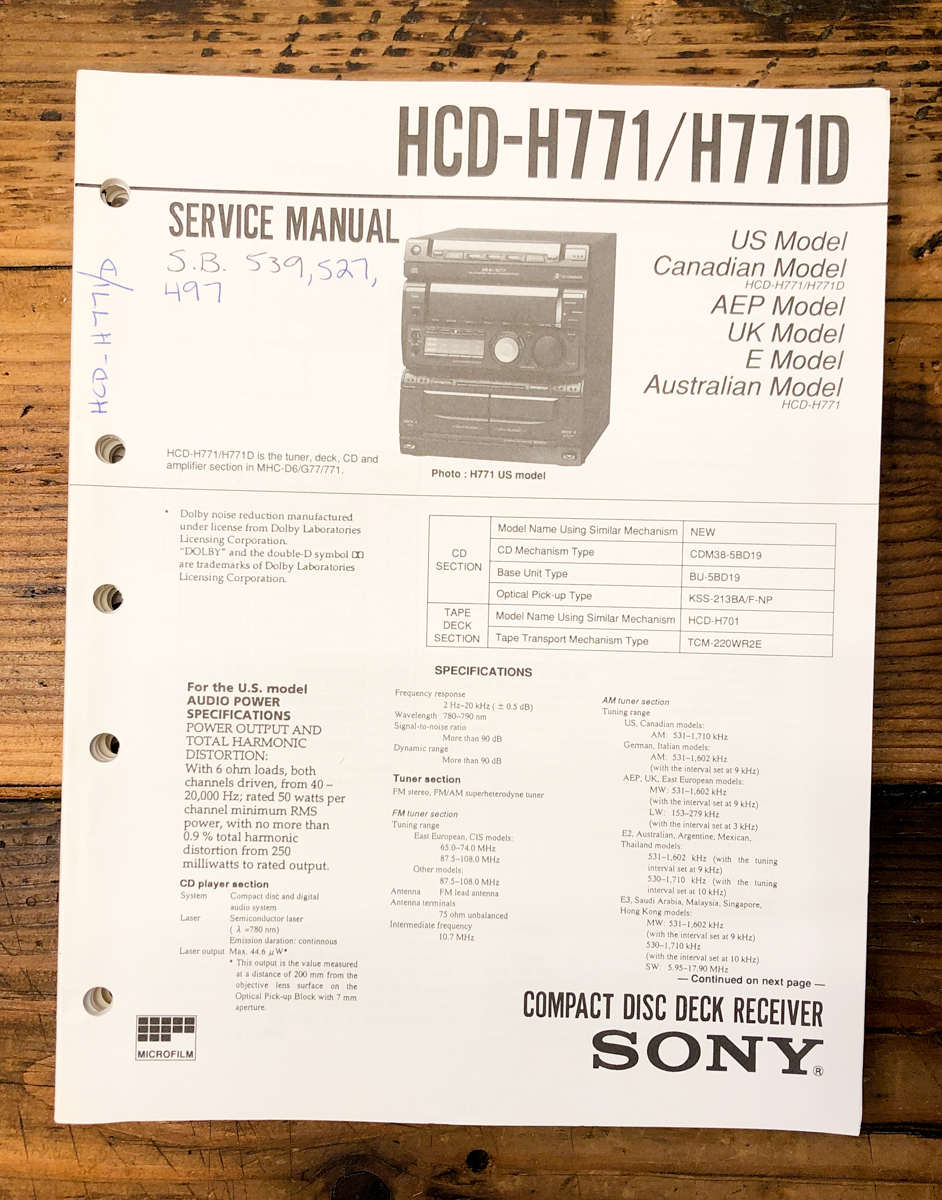 HCD-H771/H771D
SERVICE MANUAL
S.B. 539, 527,
497
HCD-H771/D
US Model
Canadian Model
HCD-H771/H771D
AEP Model
UK Model
E Model
Australian Model
HCD-H771
HCD-H771/H771D is the tuner, deck, CD and
amplifier section in MHC-D6/G77/771.
Photo : H771 US model
* Dolby noise reduction manufactured
under license from Dolby Laboratories
Licensing Corporation.
“DOLBY” and the double-D symbol
are trademarks of Dolby Laboratories
Licensing Corporation.
CD SECTION
Model Name Using Similar Mechanism NEW
CD Mechanism Type CDM38-5BD19
Base Unit Type BU-5BD19
Optical Pick-up Type KSS-213BA/F-NP
TAPE DECK SECTION
Model Name Using Similar Mechanism HCD-H701
Tape Transport Mechanism Type TCM-220WR2E
SPECIFICATIONS
For the U.S. model
AUDIO POWER
SPECIFICATIONS
POWER OUTPUT AND
TOTAL HARMONIC
DISTORTION:
With 6 ohm loads, both
channels driven, from 40 –
20,000 Hz; rated 50 watts per
channel minimum RMS
power, with no more than
0.9 % total harmonic
distortion from 250
milliwatts to rated output.
CD player section
System Compact disc and digital
audio system
Laser Semiconductor laser
( λ =780 nm)
Emission daration: continnous
Laser output Max. 44.6 μW*
* This output is the value measured
at a distance of 200 mm from the
objective lens surface on the
Optical Pick-up Block with 7 mm
aperture.
Frequency response
2 Hz–20 kHz ( ± 0.5 dB)
Wavelength 780–790 nm
Signal-to-noise ratio
More than 90 dB
Dynamic range
More than 90 dB
Tuner section
FM stereo, FM/AM superheterodyne tuner
FM tuner section
Tuning range
East European, CIS models:
65.0–74.0 MHz
87.5–108.0 MHz
Other models:
87.5–108.0 MHz
Antenna FM lead antenna
Antenna terminals
75 ohm unbalanced
Intermediate frequency
10.7 MHz
AM tuner section
Tuning range
US, Canadian models:
AM: 531–1,710 kHz
German, Italian models:
AM: 531–1,602 kHz
(with the interval set at 9 kHz)
AEP, UK, East European models:
MW: 531–1,602 kHz
(with the interval set at 9 kHz)
LW: 153–279 kHz
(with the interval set at 3 kHz)
E2, Australian, Argentine, Mexican,
Thailand models:
531–1,602 kHz (with the tuning
interval set at 9 kHz)
530–1,710 kHz (with the tuning
interval set at 10 kHz)
E3, Saudi Arabia, Malaysia, Singapore,
Hong Kong models:
MW: 531–1,602 kHz
(with the interval set at 9 kHz)
530–1,710 kHz
(with the interval set at 10 kHz)
SW: 5.95–17.90 MHz
— Continued on next page —
MICROFILM
COMPACT DISC DECK RECEIVER
SONY®